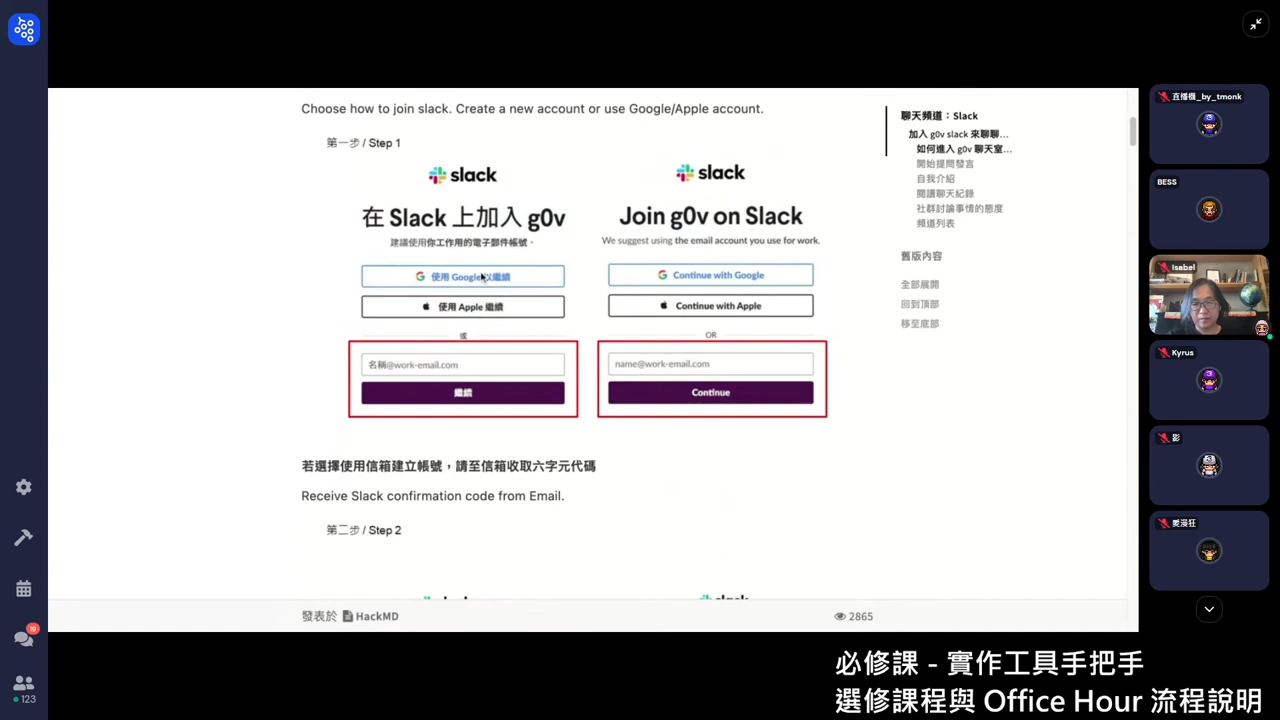 Choose how to join slack. Create a new account or use Google/Apple account.
第一步 / Step 1
slack
在 Slack 上加入 g0v
建議使用你工作用的電子郵件帳號。
使用 Google 以繼續
使用 Apple 繼續
或
名稱@work-email.com
繼續
slack
Join g0v on Slack
We suggest using the email account you use for work.
Continue with Google
Continue with Apple
OR
name@work-email.com
Continue
若選擇使用信箱建立帳號，請至信箱收取六字元代碼
Receive Slack confirmation code from Email.
第二步 / Step 2
發表於 HackMD
2865
聊天頻道：Slack
加入 g0v slack 來聊聊…
如何進入 g0v 聊天室…
開始提問發言
自我介紹
閱讀聊天紀錄
社群討論事情的態度
頻道列表
舊版內容
全部展開
回到頂部
移至底部
直播機_by_tmonk
BESS
Isabel
Kyrus
影
愛漫狂
19
123
必修課 - 實作工具手把手
選修課程與 Office Hour 流程說明